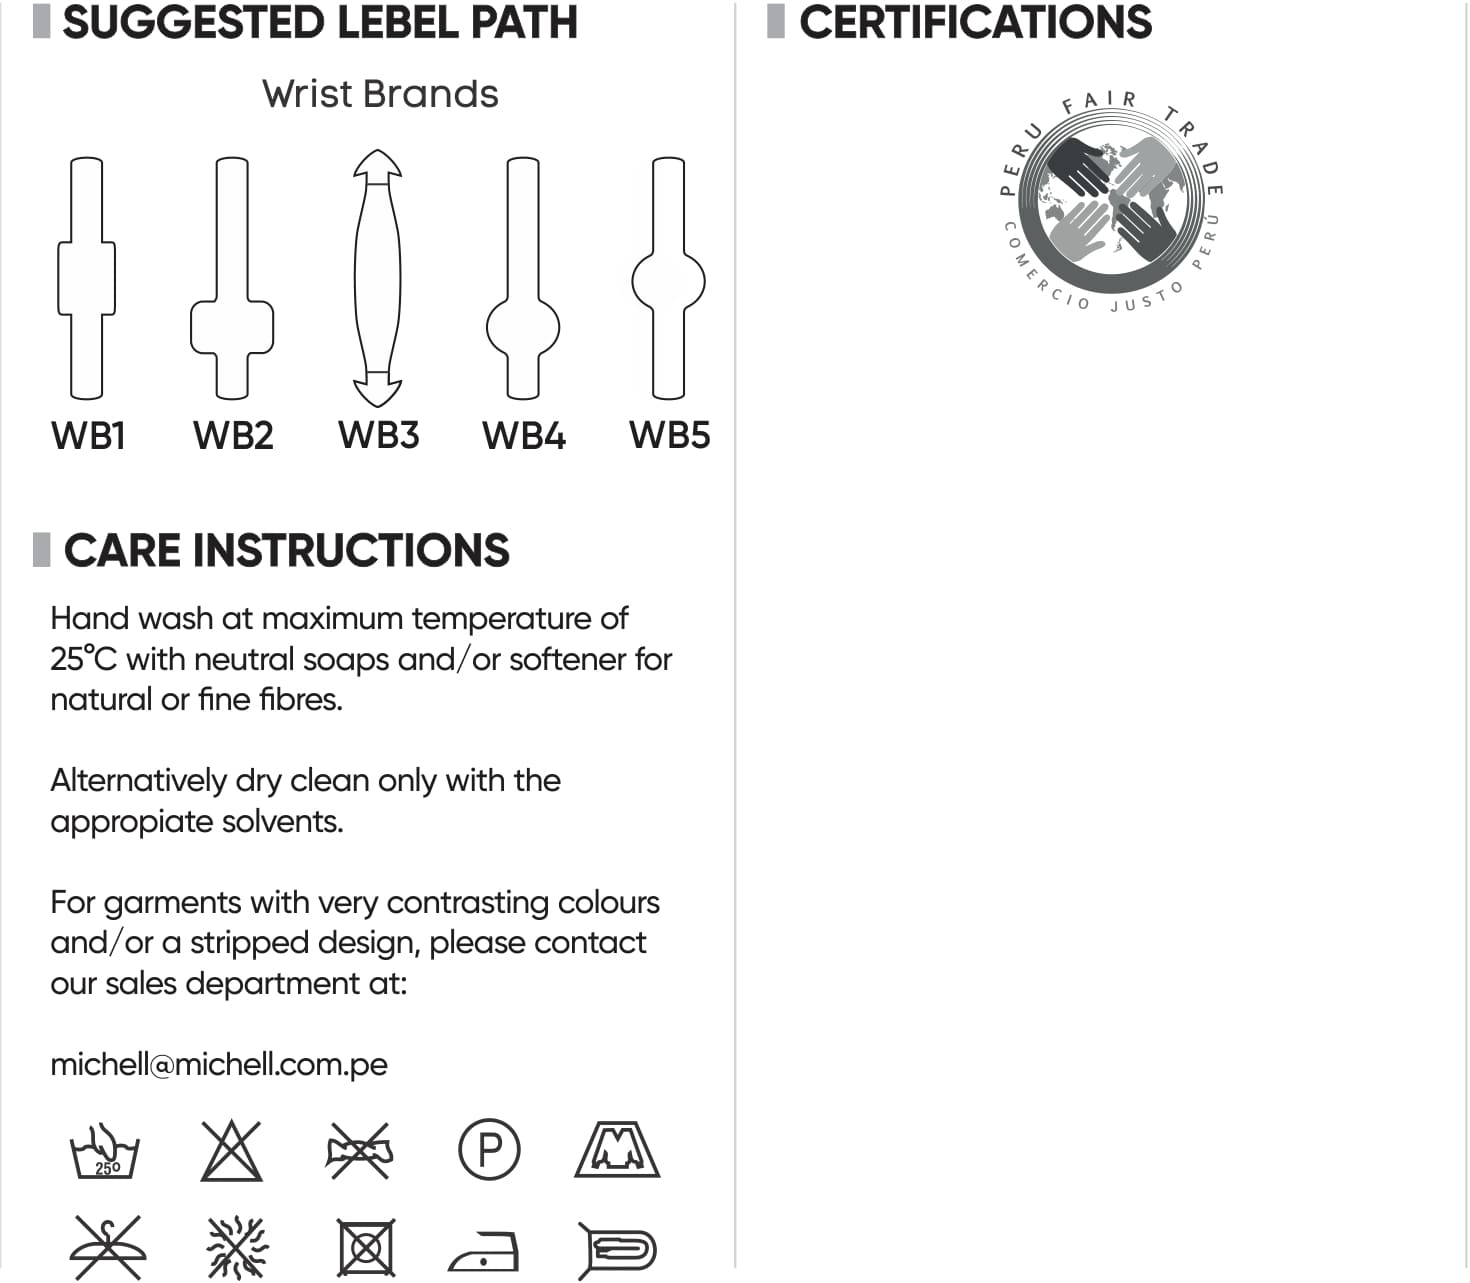 SUGGESTED LEBEL PATH
Wrist Brands
WB1 WB2 WB3 WB4 WB5
CARE INSTRUCTIONS
Hand wash at maximum temperature of
25°C with neutral soaps and/or softener for
natural or fine fibres.
Alternatively dry clean only with the
appropiate solvents.
For garments with very contrasting colours
and/or a stripped design, please contact
our sales department at:
michell@michell.com.pe
25º
P
CERTIFICATIONS
PERU FAIR TRADE
COMERCIO JUSTO PERÚ